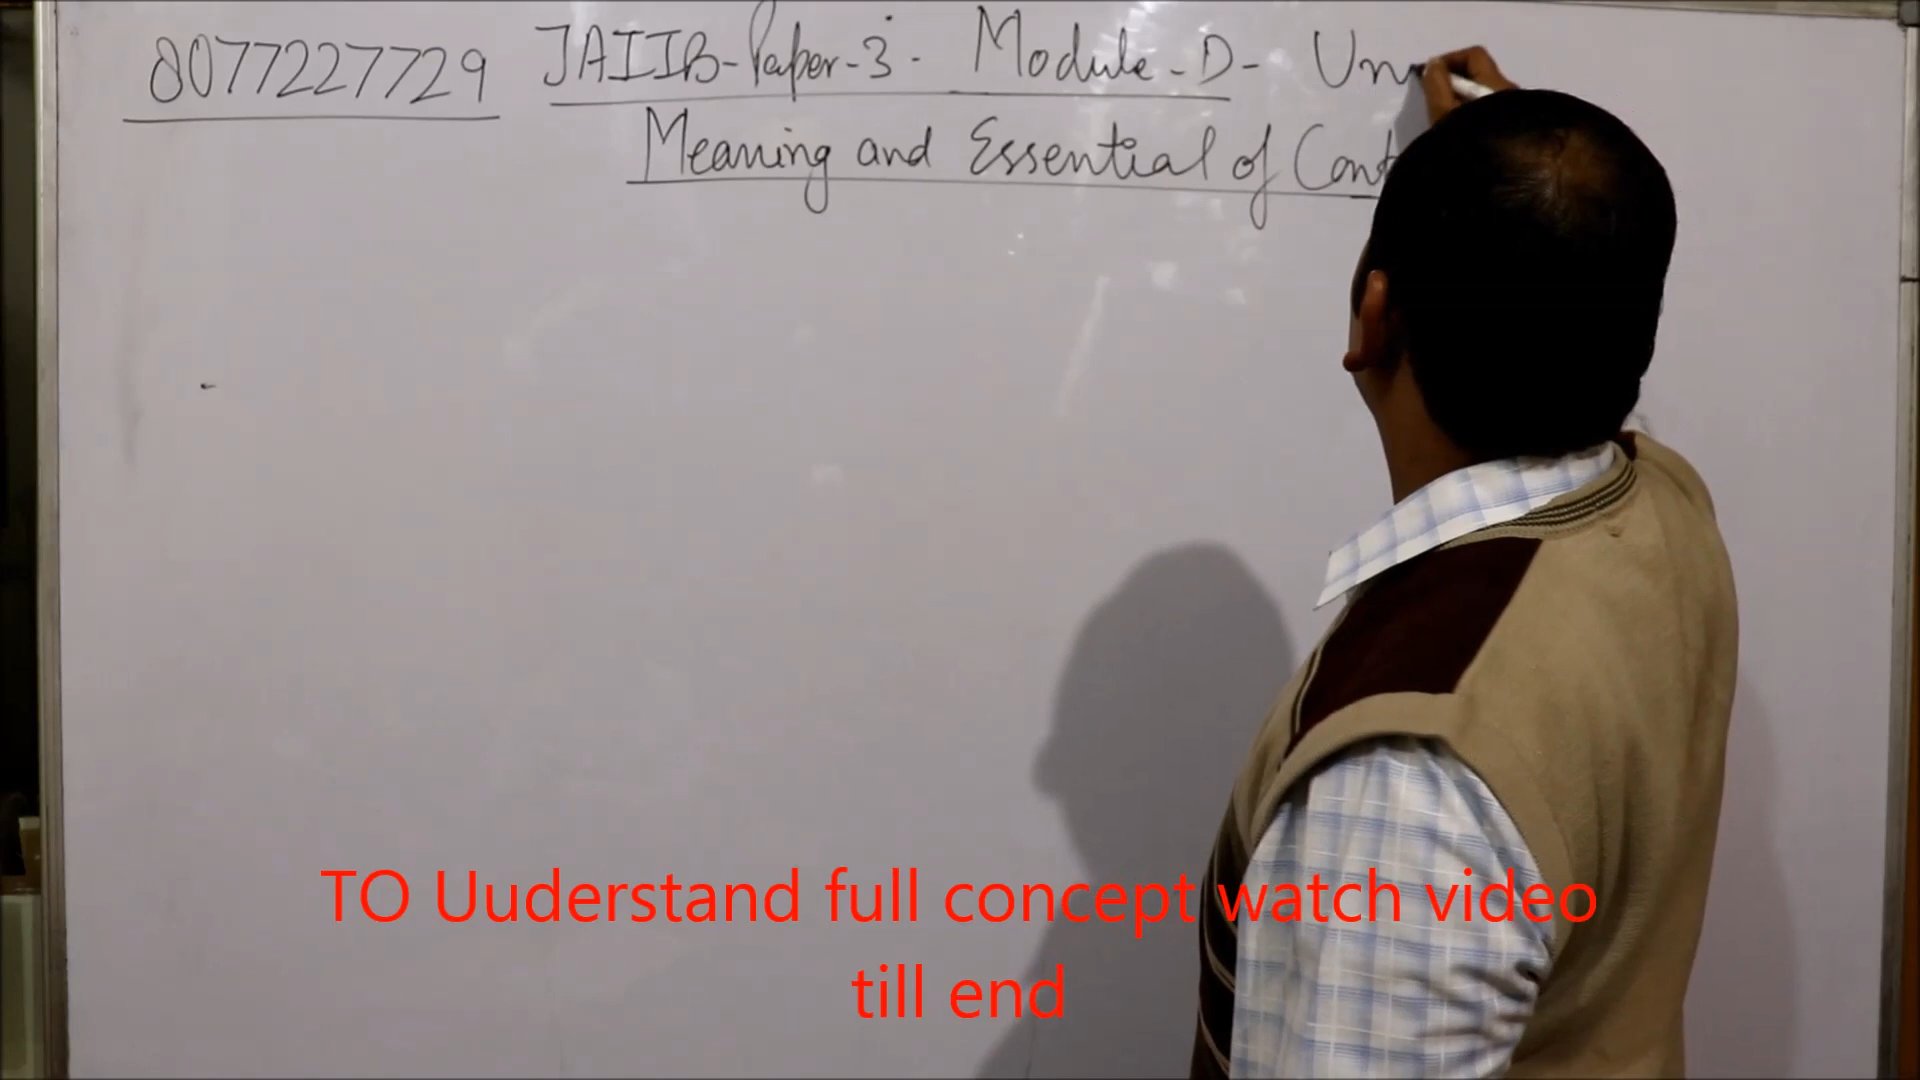 8077227729 JAIIB-Paper-3. Module-D- Un
Meaning and Essential of Cont
TO Uuderstand full concept watch video
till end